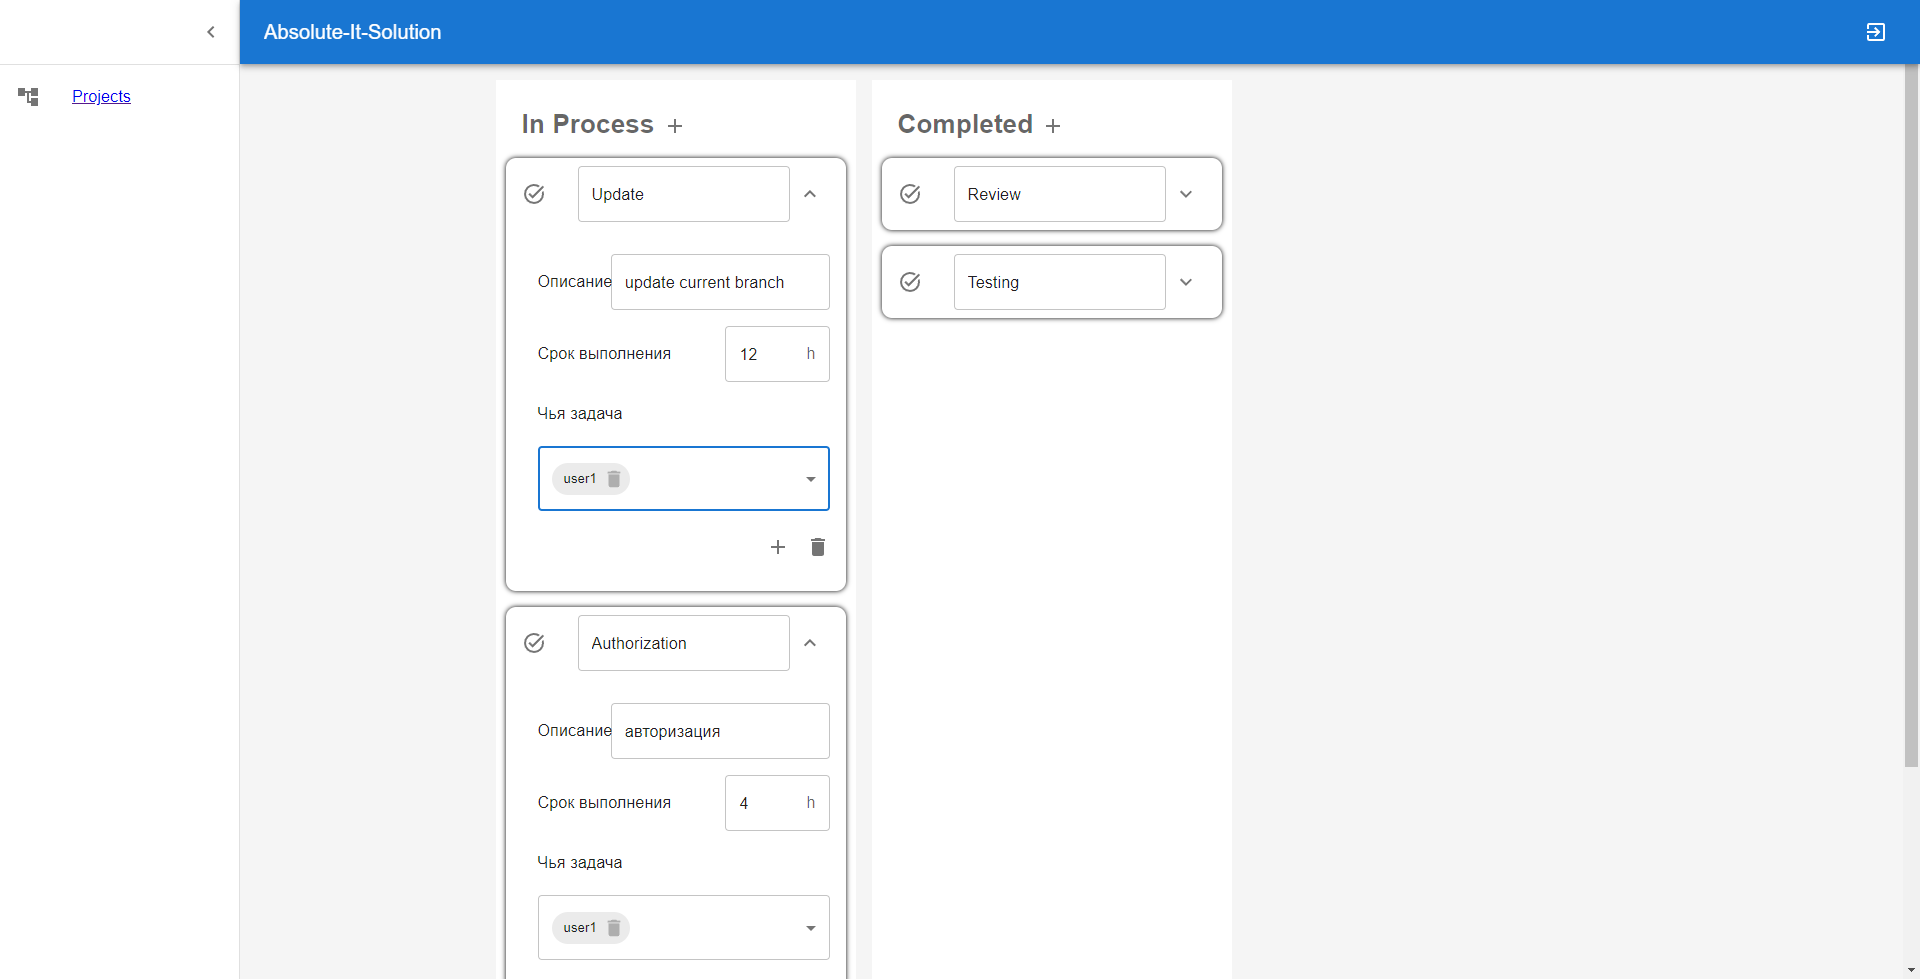 Absolute-It-Solution
Projects
In Process
Update
Описание
update current branch
Срок выполнения
12 h
Чья задача
user1
Authorization
Описание
авторизация
Срок выполнения
4 h
Чья задача
user1
Completed
Review
Testing